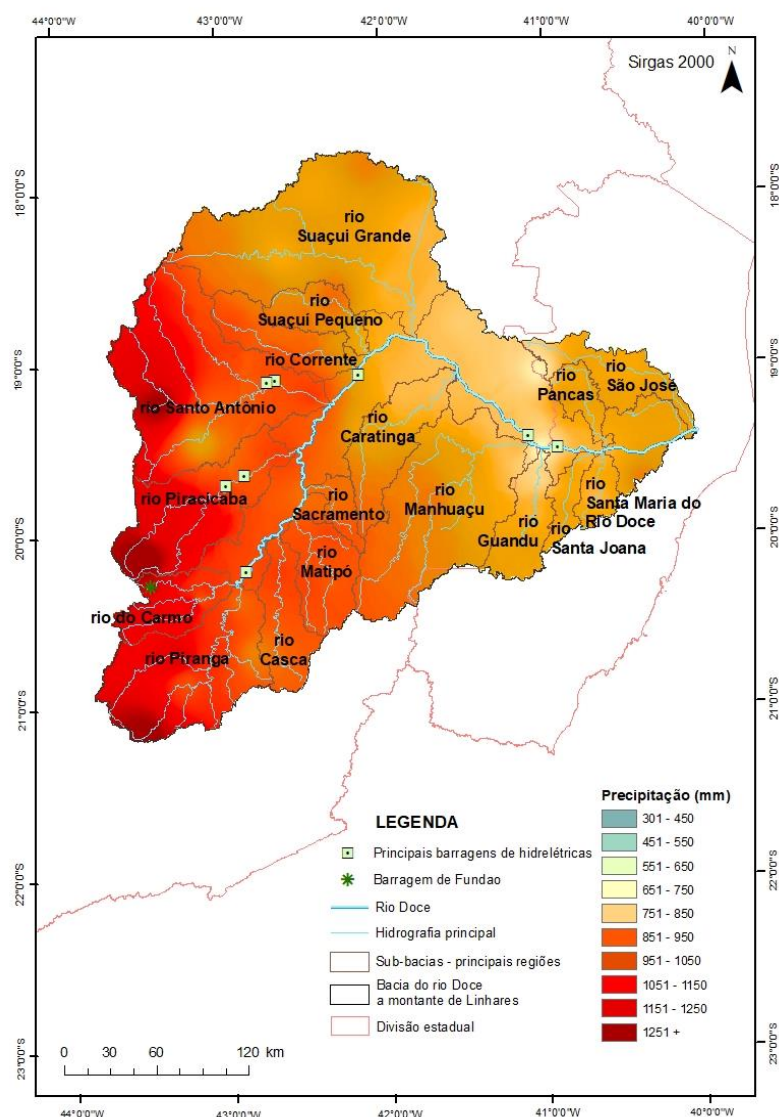 44°0'0"W 43°0'0"W 42°0'0"W 41°0'0"W 40°0'0"W
Sirgas 2000
N
18°0'0"S 18°0'0"S
rio
Suaçui Grande
rio
Suaçui Pequeno
19°0'0"S 19°0'0"S
rio Corrente
rio
Pancas
rio
São José
rio Santo Antônio
rio
Caratinga
rio Piracicaba
rio
Sacramento
rio
Manhuaçu
rio
Santa Maria do
Rio Doce
20°0'0"S 20°0'0"S
rio
Guandu
rio
Santa Joana
rio
Matipó
rio do Carmo
rio Piranga
rio
Casca
21°0'0"S 21°0'0"S
LEGENDA
Principais barragens de hidrelétricas
Barragem de Fundao
Rio Doce
Hidrografia principal
Sub-bacias - principais regiões
Bacia do rio Doce
a montante de Linhares
Divisão estadual
Precipitação (mm)
301 - 450
451 - 550
551 - 650
651 - 750
751 - 850
851 - 950
951 - 1050
1051 - 1150
1151 - 1250
1251 +
22°0'0"S 22°0'0"S
23°0'0"S 23°0'0"S
0 30 60 120 km
44°0'0"W 43°0'0"W 42°0'0"W 41°0'0"W 40°0'0"W